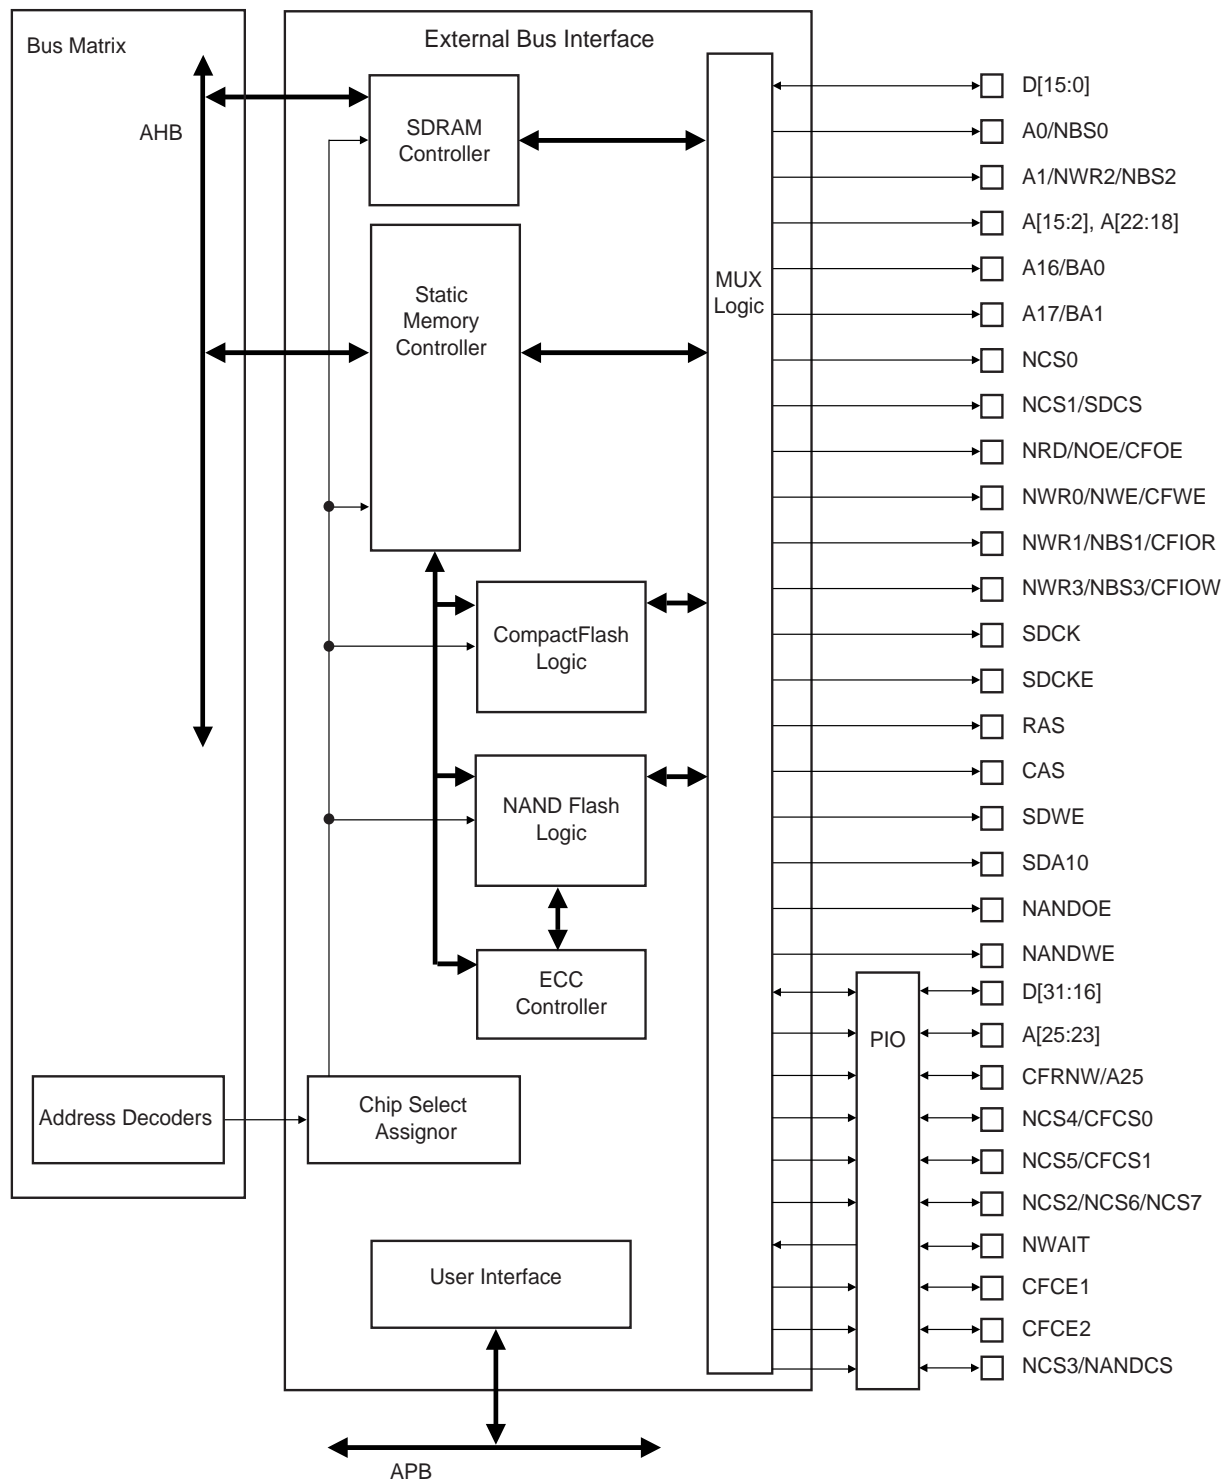 Bus Matrix
External Bus Interface
AHB
SDRAM
Controller
Static
Memory
Controller
MUX
Logic
CompactFlash
Logic
NAND Flash
Logic
ECC
Controller
Address Decoders
Chip Select
Assignor
User Interface
APB
PIO
D[15:0]
A0/NBS0
A1/NWR2/NBS2
A[15:2], A[22:18]
A16/BA0
A17/BA1
NCS0
NCS1/SDCS
NRD/NOE/CFOE
NWR0/NWE/CFWE
NWR1/NBS1/CFIOR
NWR3/NBS3/CFIOW
SDCK
SDCKE
RAS
CAS
SDWE
SDA10
NANDOE
NANDWE
D[31:16]
A[25:23]
CFRNW/A25
NCS4/CFCS0
NCS5/CFCS1
NCS2/NCS6/NCS7
NWAIT
CFCE1
CFCE2
NCS3/NANDCS